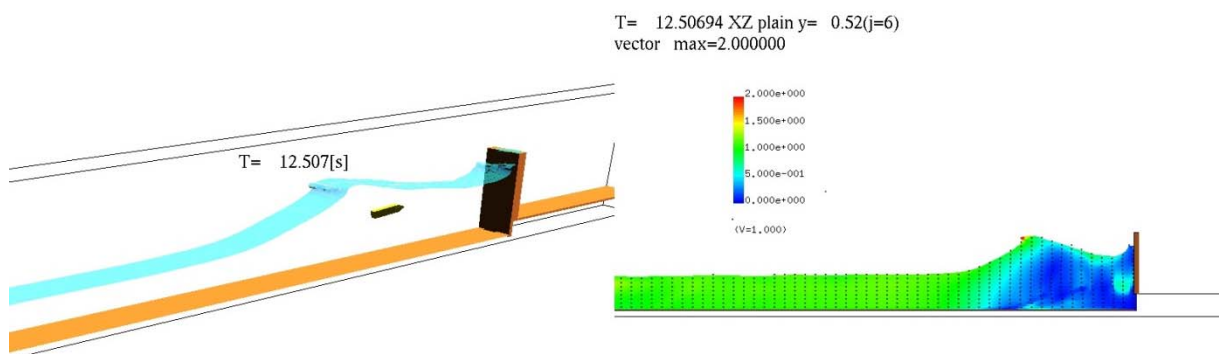 T= 12.507[s]
T= 12.50694 XZ plain y= 0.52(j=6)
vector max=2.000000
2.000e+000
1.500e+000
1.000e+000
5.000e-001
0.000e+000
(V=1.000)